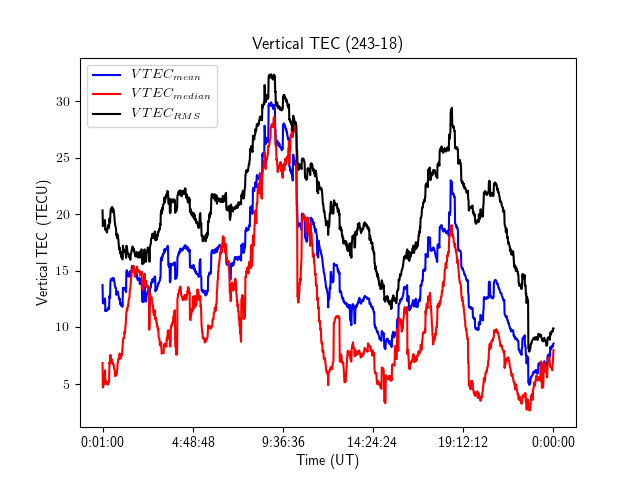 Vertical TEC (243-18)
VTEC_mean
VTEC_median
VTEC_RMS
Vertical TEC (TECU)
30
25
20
15
10
5
0:01:00 4:48:48 9:36:36 14:24:24 19:12:12 0:00:00
Time (UT)